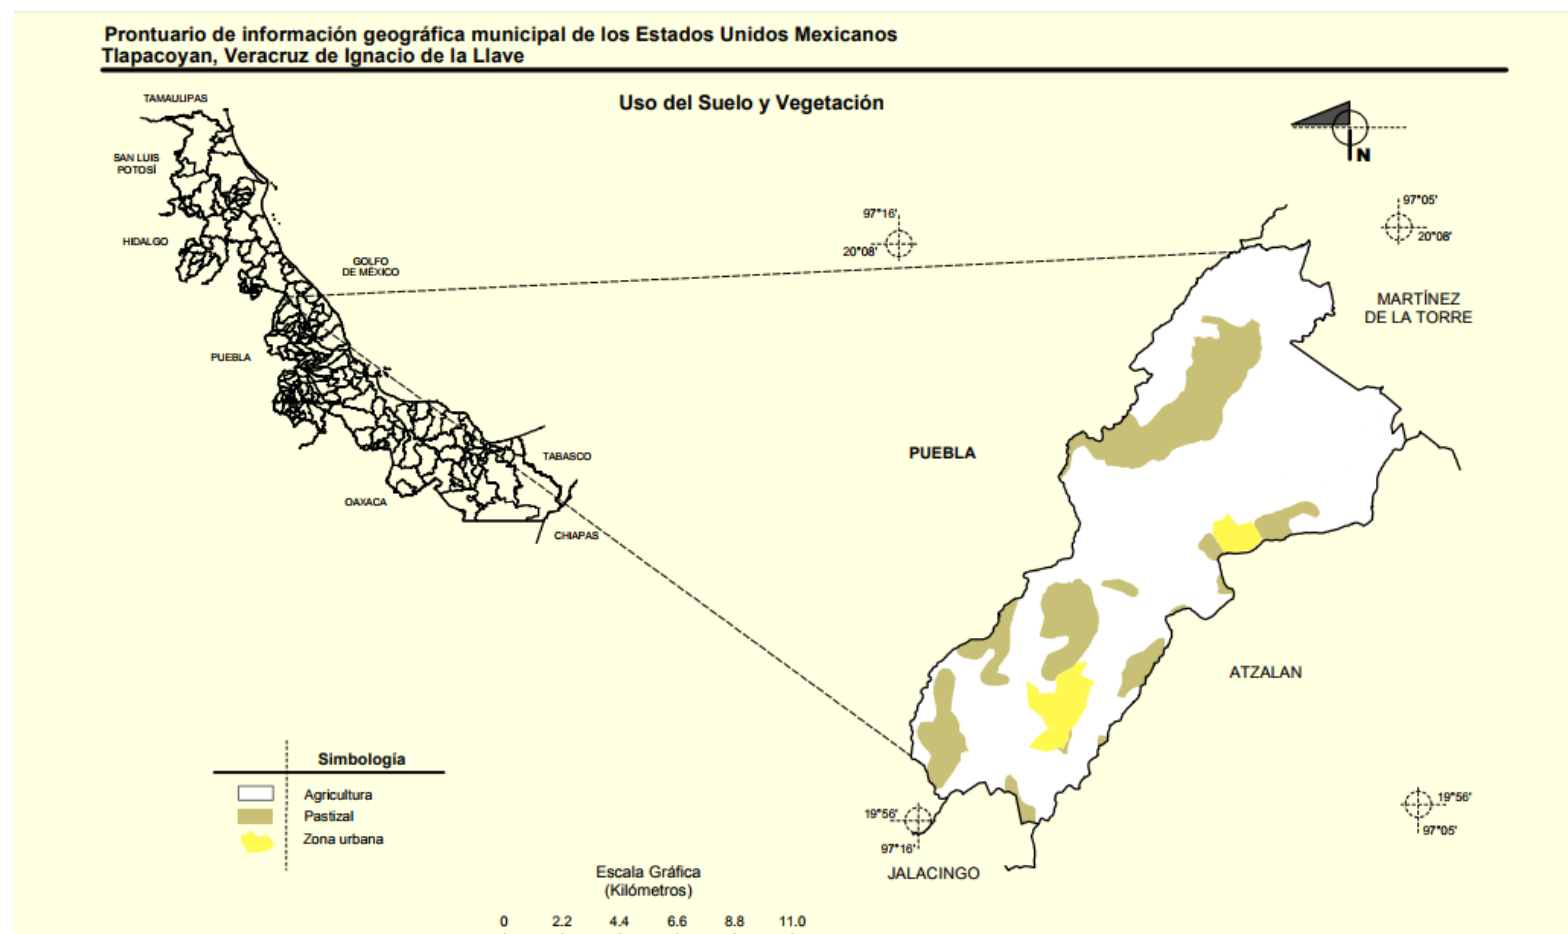 Prontuario de información geográfica municipal de los Estados Unidos Mexicanos
Tlapacoyan, Veracruz de Ignacio de la Llave
Uso del Suelo y Vegetación
TAMAULIPAS
SAN LUIS
POTOSÍ
HIDALGO
GOLFO
DE MÉXICO
PUEBLA
TABASCO
OAXACA
CHIAPAS
N
97°16'
20°08'
97°05'
20°08'
MARTÍNEZ
DE LA TORRE
PUEBLA
ATZALAN
19°56'
97°16'
JALACINGO
19°56'
97°05'
Simbología
Agricultura
Pastizal
Zona urbana
Escala Gráfica
(Kilómetros)
0 2.2 4.4 6.6 8.8 11.0